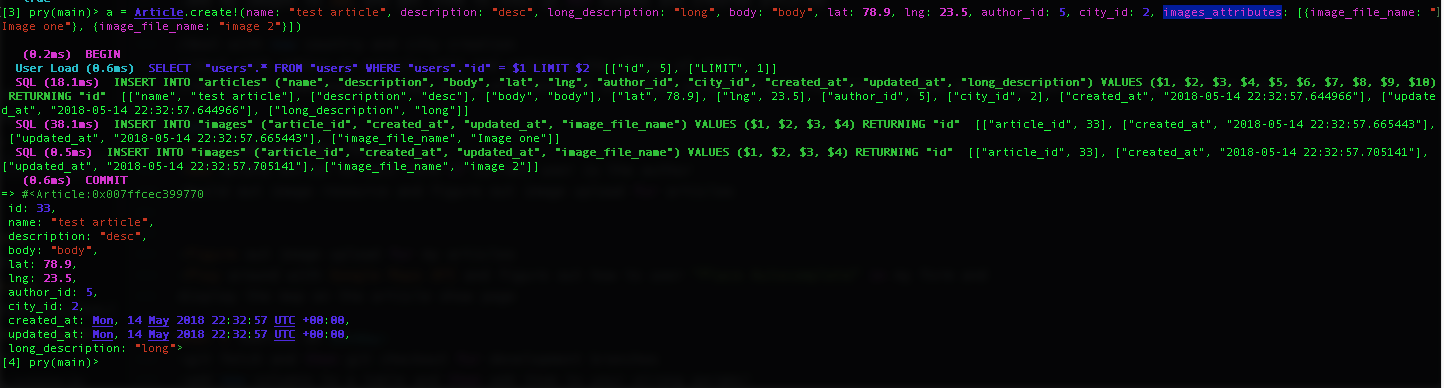 [3] pry(main)> a = Article.create!(name: "test article", description: "desc", long_description: "long", body: "body", lat: 78.9, lng: 23.5, author_id: 5, city_id: 2, images_attributes: [{image_file_name: "
Image one"}, {image_file_name: "image 2"}])
(0.2ms) BEGIN
User Load (0.6ms) SELECT "users".* FROM "users" WHERE "users"."id" = $1 LIMIT $2 [["id", 5], ["LIMIT", 1]]
SQL (18.1ms) INSERT INTO "articles" ("name", "description", "body", "lat", "lng", "author_id", "city_id", "created_at", "updated_at", "long_description") VALUES ($1, $2, $3, $4, $5, $6, $7, $8, $9, $10)
RETURNING "id" [["name", "test article"], ["description", "desc"], ["body", "body"], ["lat", 78.9], ["lng", 23.5], ["author_id", 5], ["city_id", 2], ["created_at", "2018-05-14 22:32:57.644966"], ["update
d_at", "2018-05-14 22:32:57.644966"], ["long_description", "long"]]
SQL (38.1ms) INSERT INTO "images" ("article_id", "created_at", "updated_at", "image_file_name") VALUES ($1, $2, $3, $4) RETURNING "id" [["article_id", 33], ["created_at", "2018-05-14 22:32:57.665443"],
["updated_at", "2018-05-14 22:32:57.665443"], ["image_file_name", "Image one"]]
SQL (0.5ms) INSERT INTO "images" ("article_id", "created_at", "updated_at", "image_file_name") VALUES ($1, $2, $3, $4) RETURNING "id" [["article_id", 33], ["created_at", "2018-05-14 22:32:57.705141"],
["updated_at", "2018-05-14 22:32:57.705141"], ["image_file_name", "image 2"]]
(0.6ms) COMMIT
=> #<Article:0x007ffcec399770
id: 33,
name: "test article",
description: "desc",
body: "body",
lat: 78.9,
lng: 23.5,
author_id: 5,
city_id: 2,
created_at: Mon, 14 May 2018 22:32:57 UTC +00:00,
updated_at: Mon, 14 May 2018 22:32:57 UTC +00:00,
long_description: "long">
[4] pry(main)>